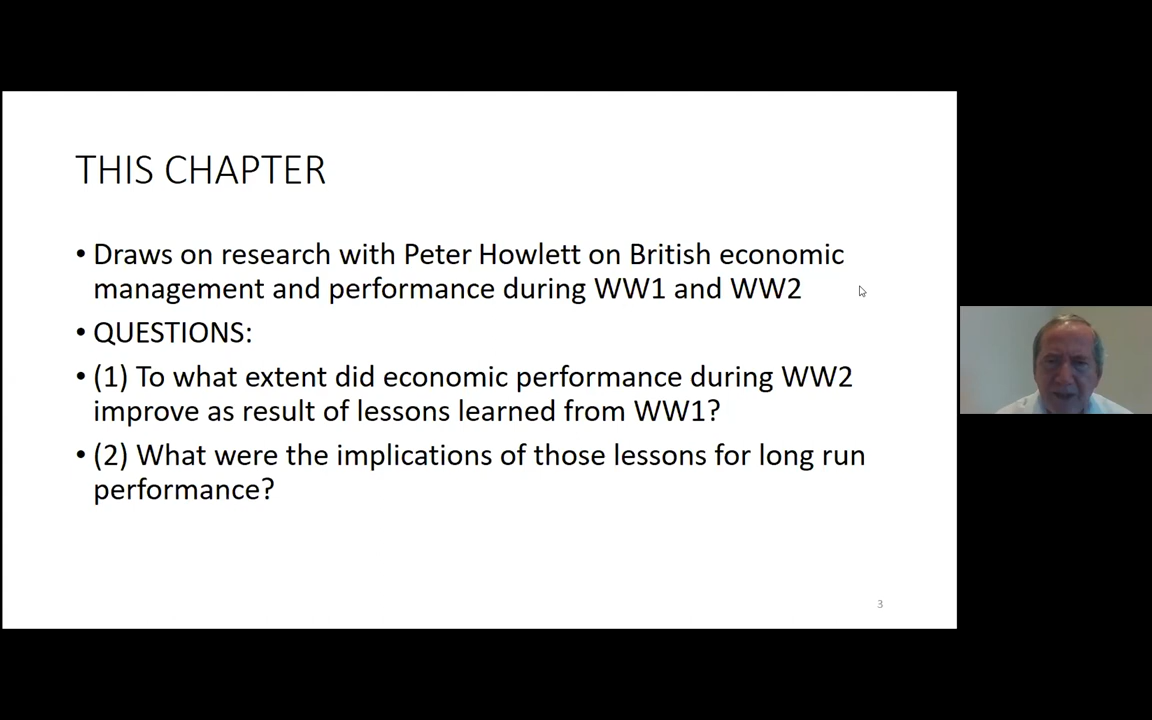 THIS CHAPTER
• Draws on research with Peter Howlett on British economic
management and performance during WW1 and WW2
• QUESTIONS:
• (1) To what extent did economic performance during WW2
improve as result of lessons learned from WW1?
• (2) What were the implications of those lessons for long run
performance?
3